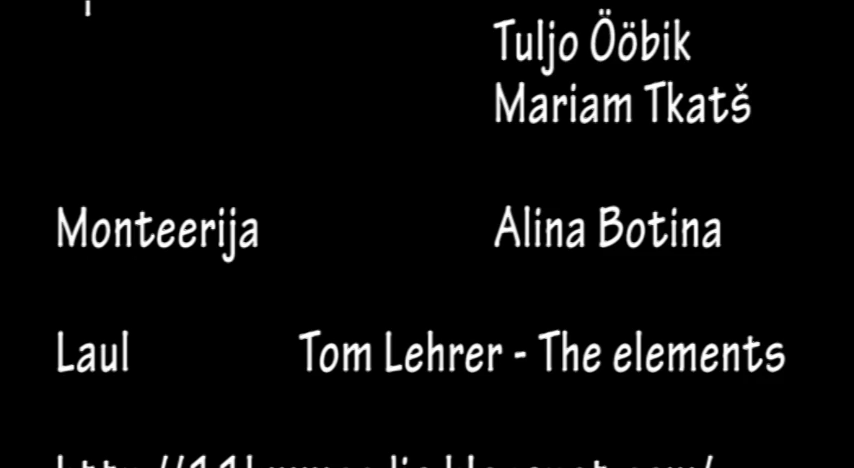 Tuljo Ööbik
Mariam Tkatš
Monteerija Alina Botina
Laul Tom Lehrer - The elements